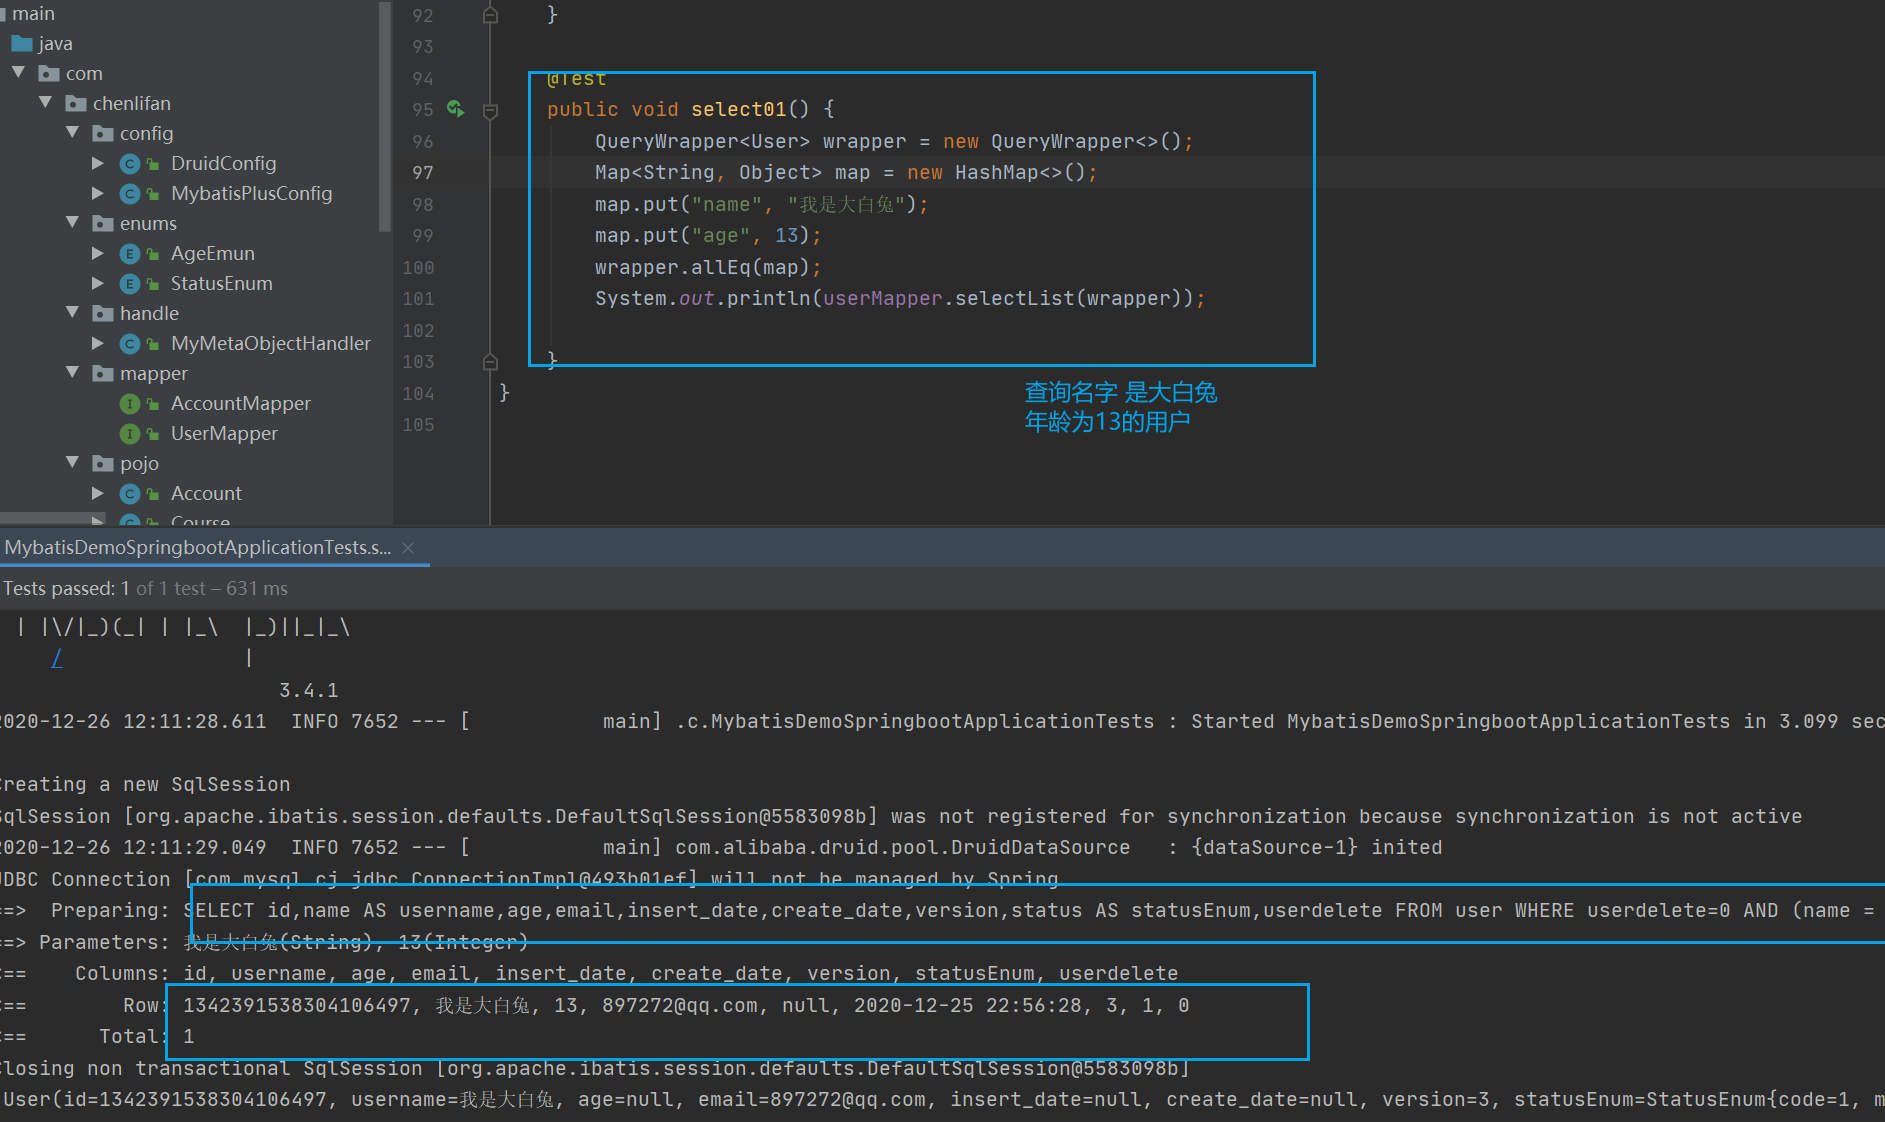 main
java
com
chenlifan
config
DruidConfig
MybatisPlusConfig
enums
AgeEmun
StatusEnum
handle
MyMetaObjectHandler
mapper
AccountMapper
UserMapper
pojo
Account
Course
92 }
93
94 @Test
95 public void select01() {
96 QueryWrapper<User> wrapper = new QueryWrapper<>();
97 Map<String, Object> map = new HashMap<>();
98 map.put("name", "我是大白兔");
99 map.put("age", 13);
100 wrapper.allEq(map);
101 System.out.println(userMapper.selectList(wrapper));
102
103 }
104 }
105
查询名字 是大白兔
年龄为13的用户
MybatisDemoSpringbootApplicationTests.s...
Tests passed: 1 of 1 test – 631 ms
| |\/|_)(_| | |_\ |_)||_|_\
/ |
3.4.1
2020-12-26 12:11:28.611 INFO 7652 --- [ main] .c.MybatisDemoSpringbootApplicationTests : Started MybatisDemoSpringbootApplicationTests in 3.099 sec
Creating a new SqlSession
SqlSession [org.apache.ibatis.session.defaults.DefaultSqlSession@5583098b] was not registered for synchronization because synchronization is not active
2020-12-26 12:11:29.049 INFO 7652 --- [ main] com.alibaba.druid.pool.DruidDataSource : {dataSource-1} inited
JDBC Connection [com.mysql.cj.jdbc.ConnectionImpl@493b01ef] will not be managed by Spring
==> Preparing: SELECT id,name AS username,age,email,insert_date,create_date,version,status AS statusEnum,userdelete FROM user WHERE userdelete=0 AND (name =
==> Parameters: 我是大白兔(String), 13(Integer)
<== Columns: id, username, age, email, insert_date, create_date, version, statusEnum, userdelete
<== Row: 1342391538304106497, 我是大白兔, 13, 897272@qq.com, null, 2020-12-25 22:56:28, 3, 1, 0
<== Total: 1
Closing non transactional SqlSession [org.apache.ibatis.session.defaults.DefaultSqlSession@5583098b]
User(id=1342391538304106497, username=我是大白兔, age=null, email=897272@qq.com, insert_date=null, create_date=null, version=3, statusEnum=StatusEnum{code=1, m